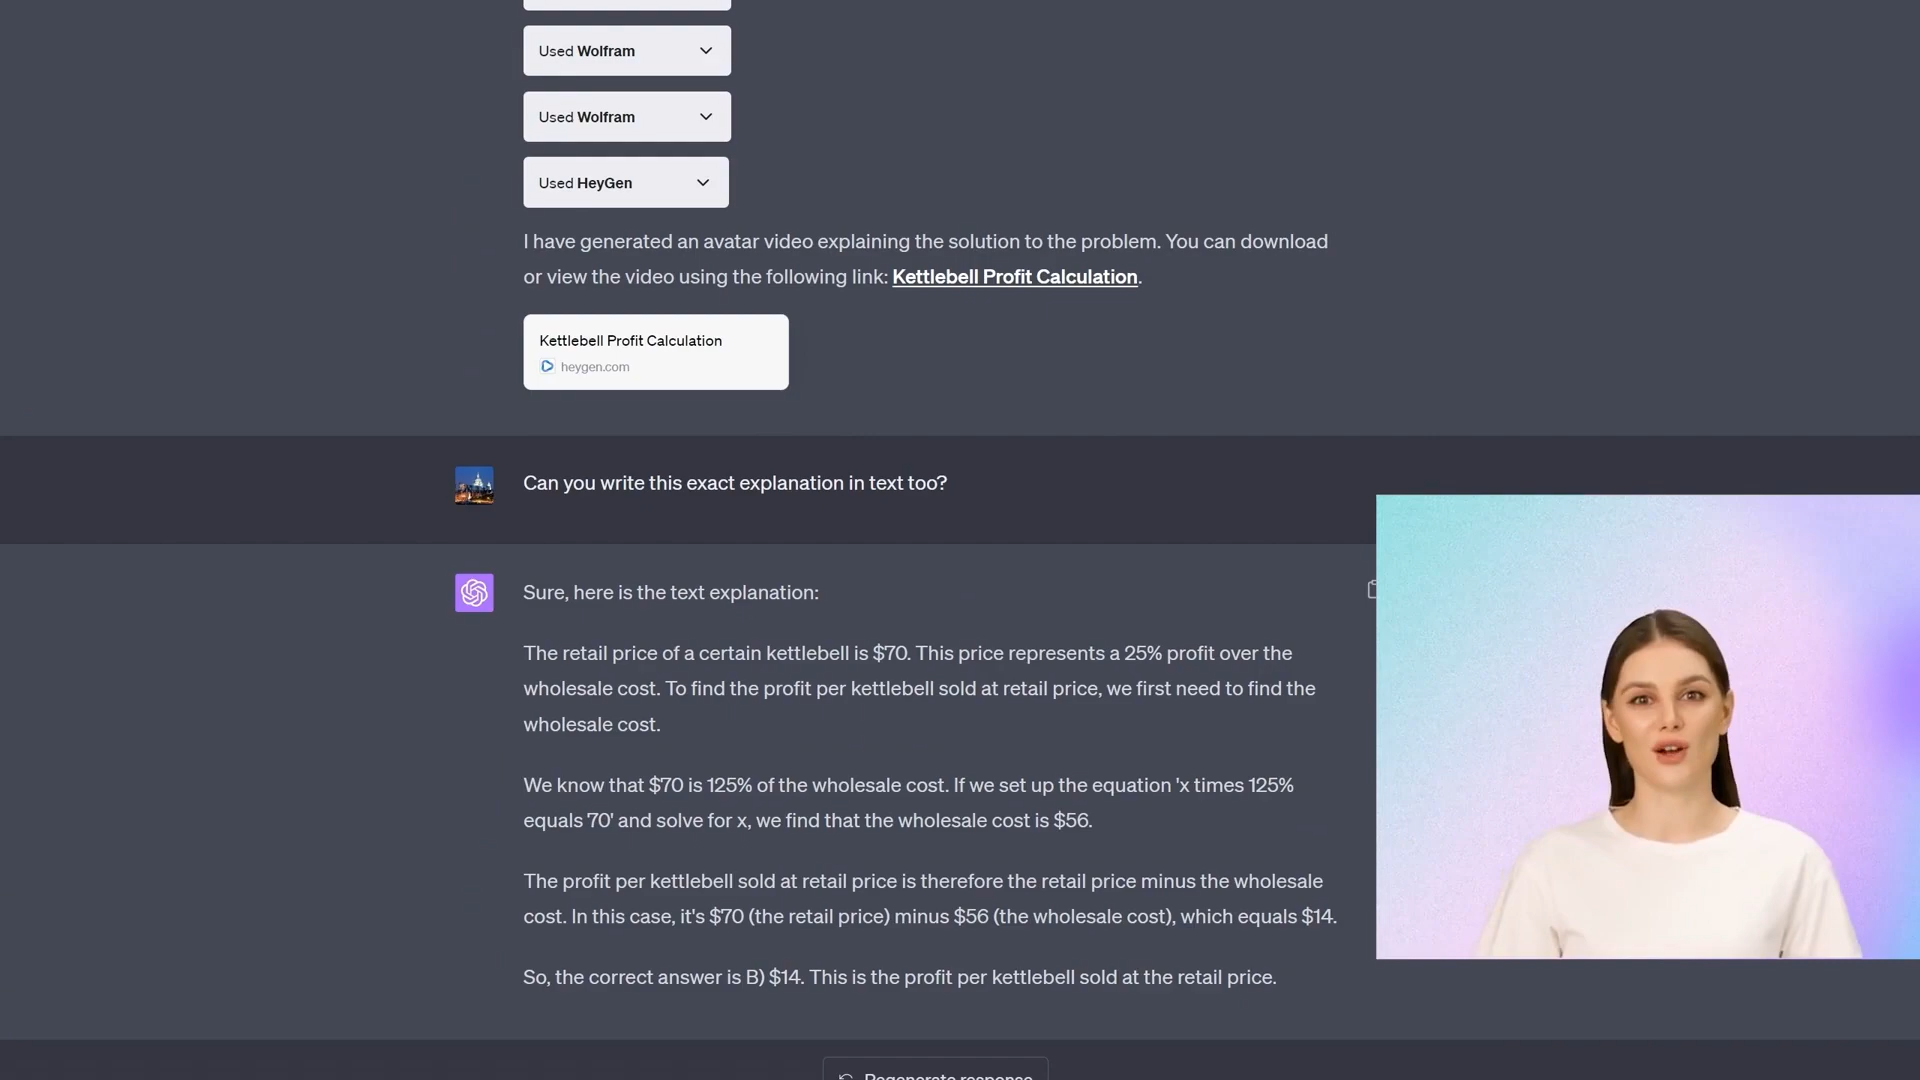 Used Wolfram
Used Wolfram
Used HeyGen
I have generated an avatar video explaining the solution to the problem. You can download
or view the video using the following link: Kettlebell Profit Calculation.
Kettlebell Profit Calculation
heygen.com
Can you write this exact explanation in text too?
Sure, here is the text explanation:
The retail price of a certain kettlebell is $70. This price represents a 25% profit over the
wholesale cost. To find the profit per kettlebell sold at retail price, we first need to find the
wholesale cost.
We know that $70 is 125% of the wholesale cost. If we set up the equation 'x times 125%
equals '70' and solve for x, we find that the wholesale cost is $56.
The profit per kettlebell sold at retail price is therefore the retail price minus the wholesale
cost. In this case, it's $70 (the retail price) minus $56 (the wholesale cost), which equals $14.
So, the correct answer is B) $14. This is the profit per kettlebell sold at the retail price.
Regenerate response